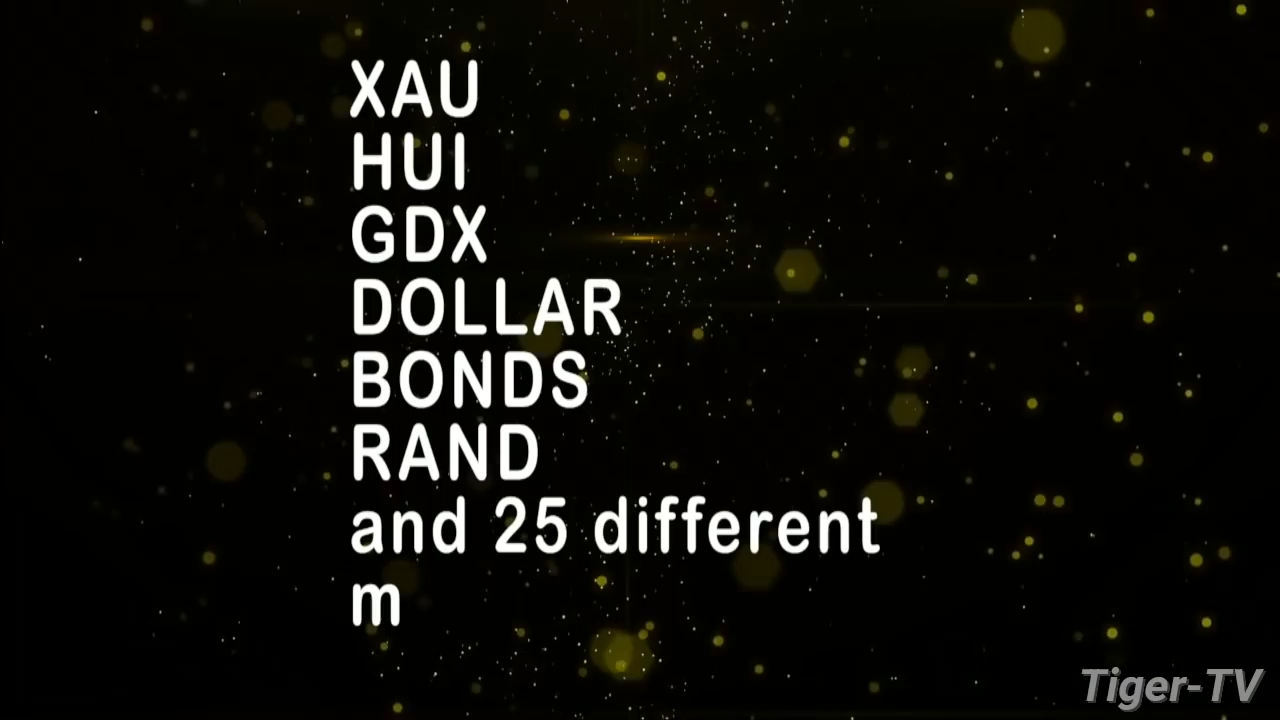 XAU
HUI
GDX
DOLLAR
BONDS
RAND
and 25 different
m
Tiger-TV